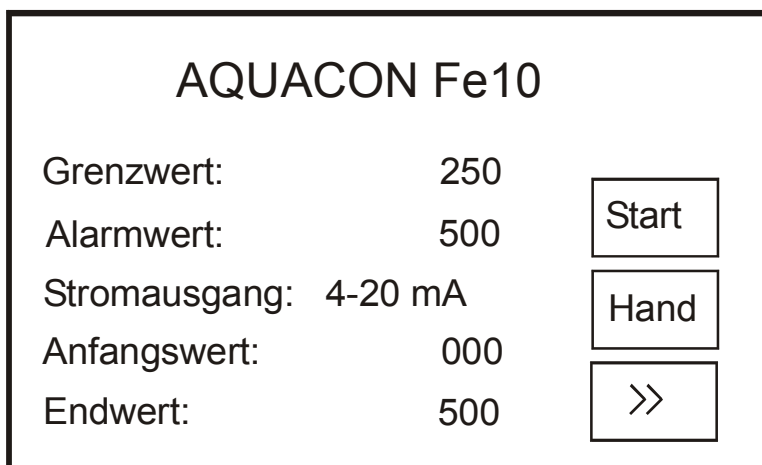 AQUACON Fe10
Grenzwert: 250
Alarmwert: 500
Start
Stromausgang: 4-20 mA
Hand
Anfangswert: 000
Endwert: 500
>>